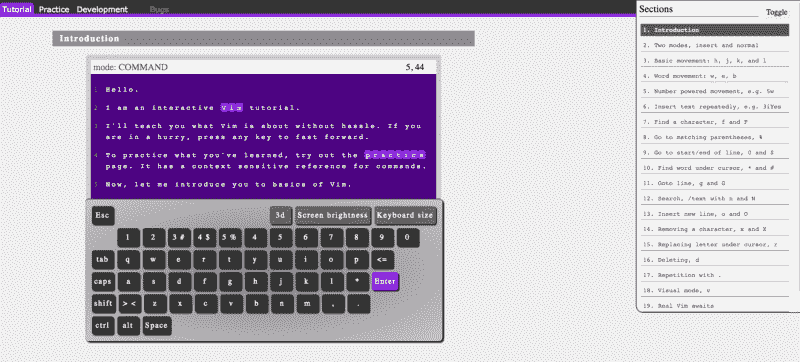 Tutorial Practice Development Bugs
Introduction
mode: COMMAND 5,44
1 Hello.
2 I am an interactive Vim tutorial.
3 I'll teach you what Vim is about without hassle. If you
are in a hurry, press any key to fast forward.
4 To practice what you've learned, try out the practice
page. It has a context sensitive reference for commands.
5 Now, let me introduce you to basics of Vim.
Esc 3d Screen brightness Keyboard size
1 2 3 # 4 $ 5 % 4 5 6 7 8 9 0
tab q w e r t y u i o p <=
caps a s d f g h j k l * Enter
shift > < z x c v b n m , .
ctrl alt Space
Sections Toggle
1. Introduction
2. Two modes, insert and normal
3. Basic movement: h, j, k, and l
4. Word movement: w, e, b
5. Number powered movement, e.g. 5w
6. Insert text repeatedly, e.g. 3iYes
7. Find a character, f and F
8. Go to matching parentheses, %
9. Go to start/end of line, 0 and $
10. Find word under cursor, * and #
11. Goto line, g and G
12. Search, /text with n and N
13. Insert new line, o and O
14. Removing a character, x and X
15. Replacing letter under cursor, r
16. Deleting, d
17. Repetition with .
18. Visual mode, v
19. Real Vim awaits